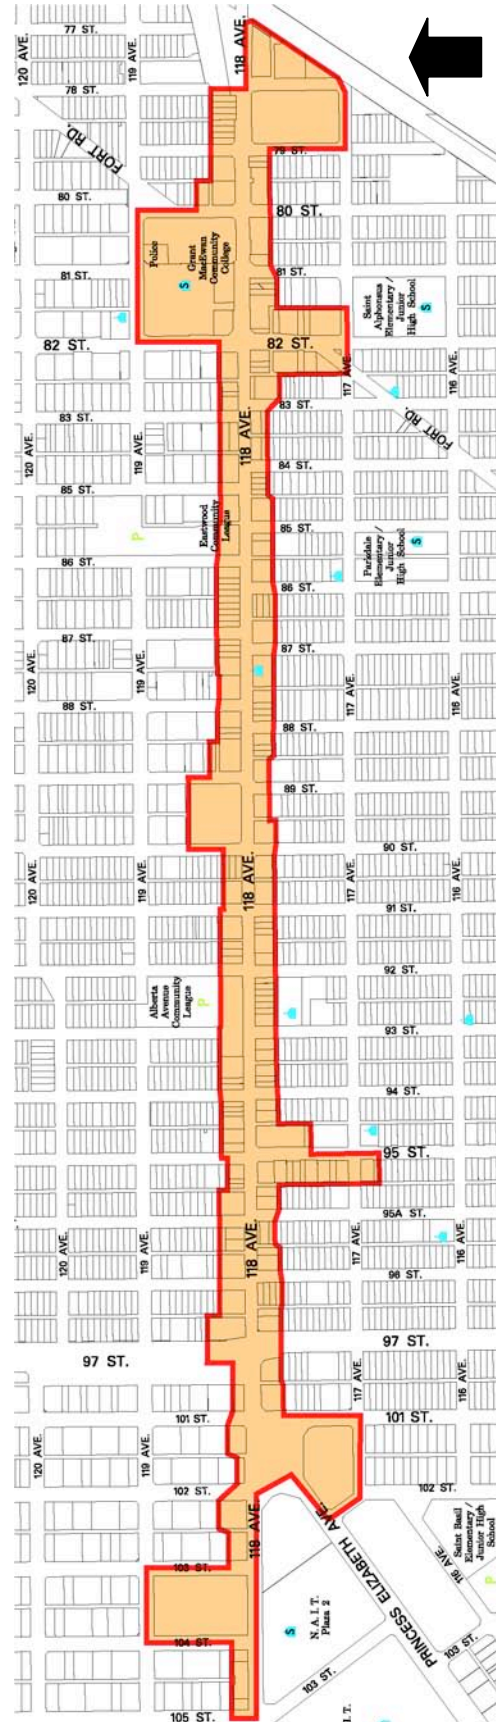 77 ST.
120 AVE.
119 AVE.
118 AVE.
78 ST.
FORT RD.
79 ST.
80 ST.
80 ST.
Police
Grant
MacEwan
Community
College
S
81 ST.
81 ST.
Saint
Alphonsus
Elementary /
Junior
High School
S
82 ST.
82 ST.
117 AVE.
116 AVE.
83 ST.
83 ST.
FORT RD.
120 AVE.
119 AVE.
118 AVE.
84 ST.
85 ST.
85 ST.
Eastwood
Community
League
P
Parkdale
Elementary /
Junior
High School
S
86 ST.
86 ST.
87 ST.
87 ST.
120 AVE.
119 AVE.
117 AVE.
116 AVE.
88 ST.
88 ST.
89 ST.
90 ST.
120 AVE.
119 AVE.
118 AVE.
117 AVE.
116 AVE.
91 ST.
92 ST.
Alberta
Avenue
Community
League
P
93 ST.
94 ST.
95 ST.
95A ST.
120 AVE.
119 AVE.
118 AVE.
117 AVE.
116 AVE.
96 ST.
97 ST.
97 ST.
117 AVE.
116 AVE.
101 ST.
101 ST.
120 AVE.
119 AVE.
102 ST.
102 ST.
118 AVE.
PRINCESS ELIZABETH AVE.
116 AVE
Saint Basil
Elementary /
Junior High
School
P
103 ST.
N.A.I.T.
Plaza 2
S
103 ST.
103 ST.
104 ST.
105 ST.
I.T.